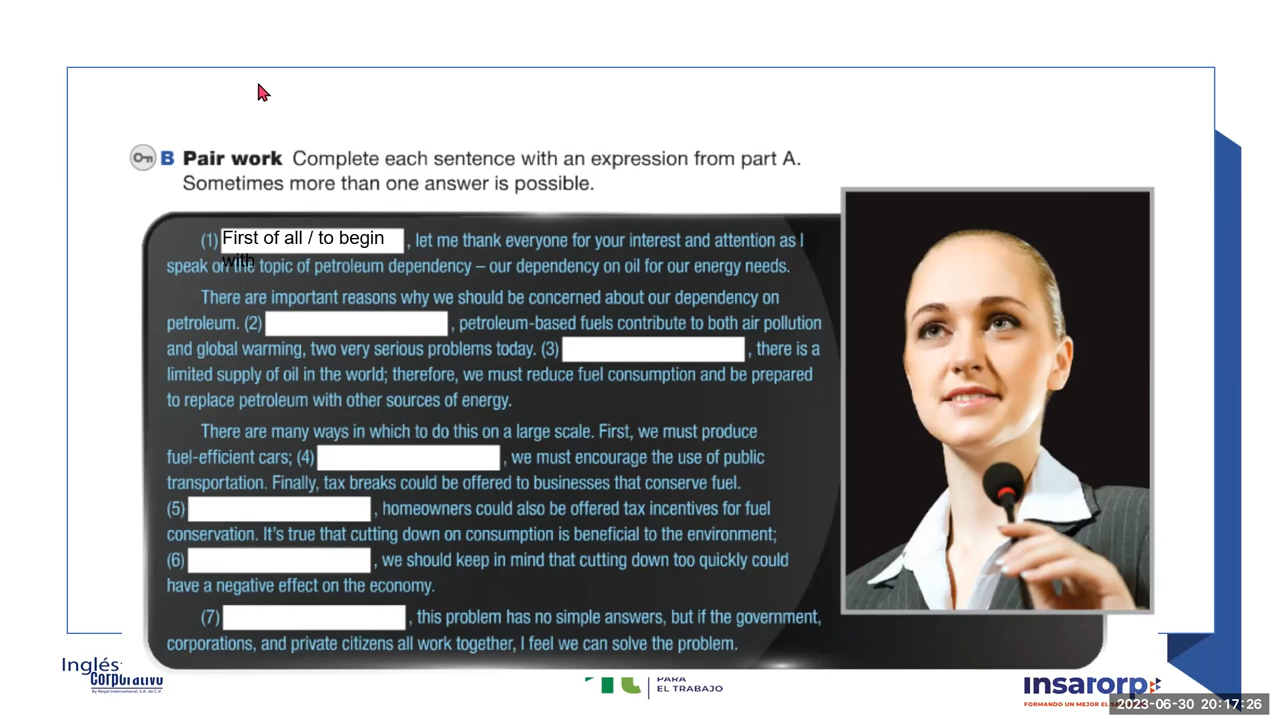 B Pair work Complete each sentence with an expression from part A.
Sometimes more than one answer is possible.
(1) First of all / to begin with , let me thank everyone for your interest and attention as I
speak on the topic of petroleum dependency – our dependency on oil for our energy needs.
There are important reasons why we should be concerned about our dependency on
petroleum. (2) , petroleum-based fuels contribute to both air pollution
and global warming, two very serious problems today. (3) , there is a
limited supply of oil in the world; therefore, we must reduce fuel consumption and be prepared
to replace petroleum with other sources of energy.
There are many ways in which to do this on a large scale. First, we must produce
fuel-efficient cars; (4) , we must encourage the use of public
transportation. Finally, tax breaks could be offered to businesses that conserve fuel.
(5) , homeowners could also be offered tax incentives for fuel
conservation. It's true that cutting down on consumption is beneficial to the environment;
(6) , we should keep in mind that cutting down too quickly could
have a negative effect on the economy.
(7) , this problem has no simple answers, but if the government,
corporations, and private citizens all work together, I feel we can solve the problem.
Inglés
Corporativo
By Regal International, S.A. de C.V.
PARA
EL TRABAJO
insaforp
FORMANDO UN MEJOR EL
2023-06-30 20:17:26